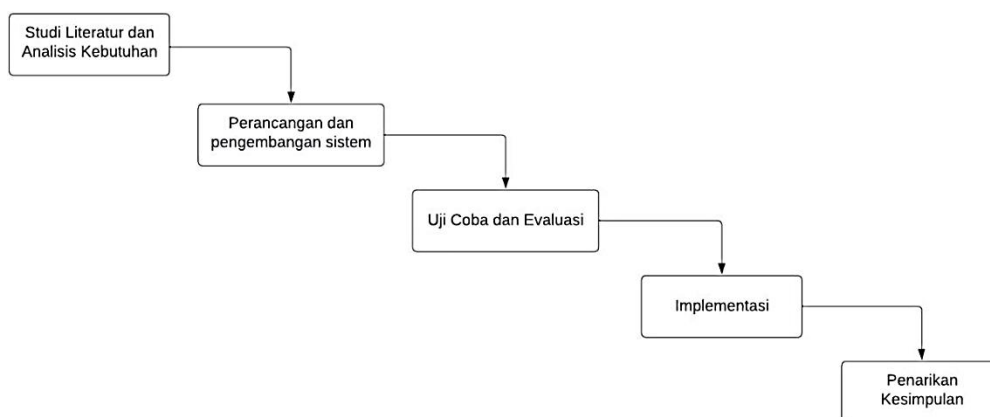 Studi Literatur dan
Analisis Kebutuhan
Perancangan dan
pengembangan sistem
Uji Coba dan Evaluasi
Implementasi
Penarikan
Kesimpulan